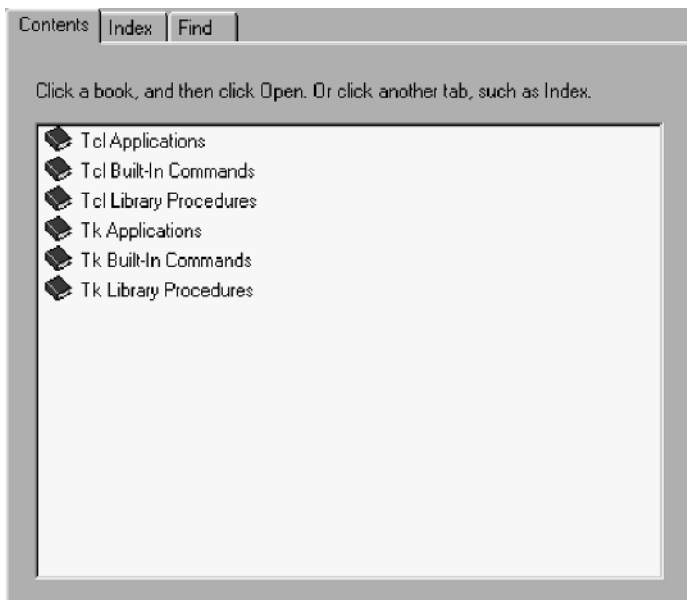 Contents Index Find
Click a book, and then click Open. Or click another tab, such as Index.
Tcl Applications
Tcl Built-In Commands
Tcl Library Procedures
Tk Applications
Tk Built-In Commands
Tk Library Procedures